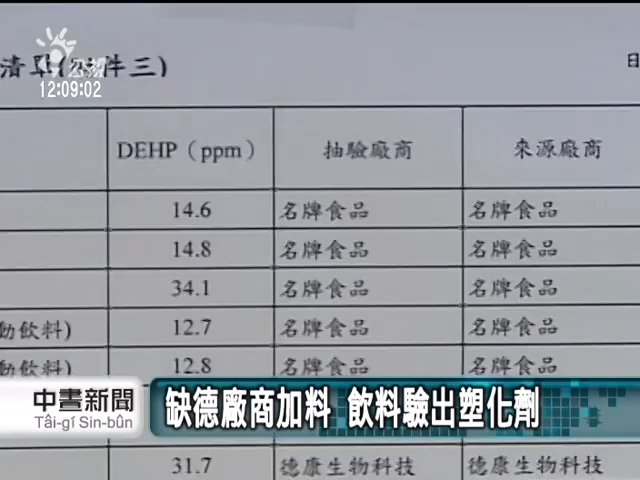 清單(附件三)
日
公視
12:09:02
DEHP（ppm） 抽驗廠商 來源廠商
14.6 名牌食品 名牌食品
14.8 名牌食品 名牌食品
34.1 名牌食品 名牌食品
動飲料) 12.7 名牌食品 名牌食品
動飲料) 12.8 名牌食品 名牌食品
中晝新聞
Tâi-gí Sin-bûn
缺德廠商加料 飲料驗出塑化劑
31.7 德康生物科技 德康生物科技